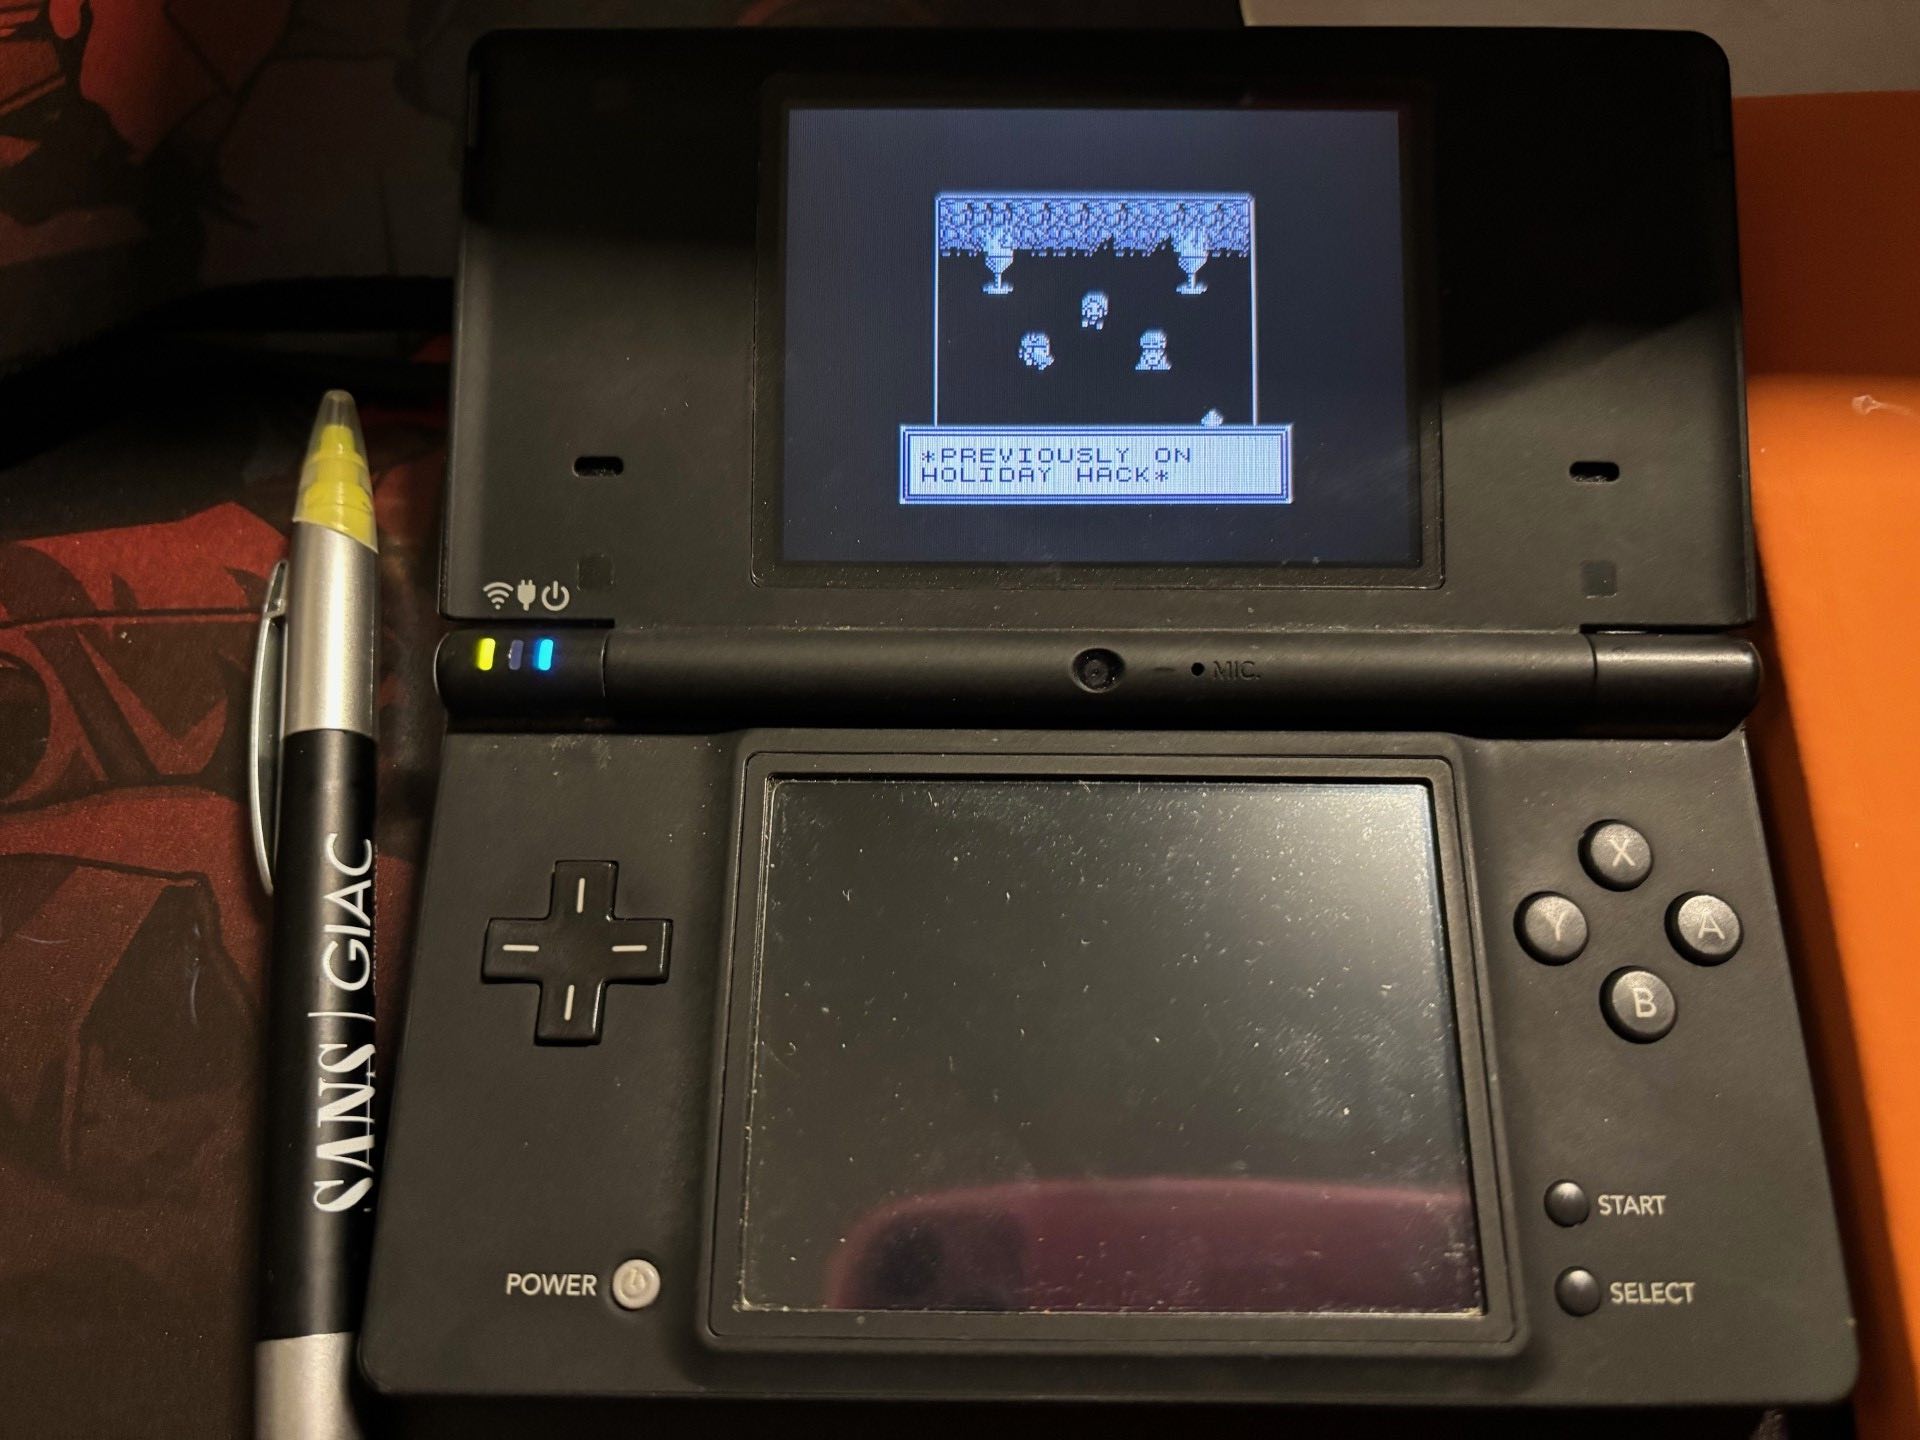 *PREVIOUSLY ON
HOLIDAY HACK*
MIC.
SANS | GIAC
X
Y
A
B
START
SELECT
POWER